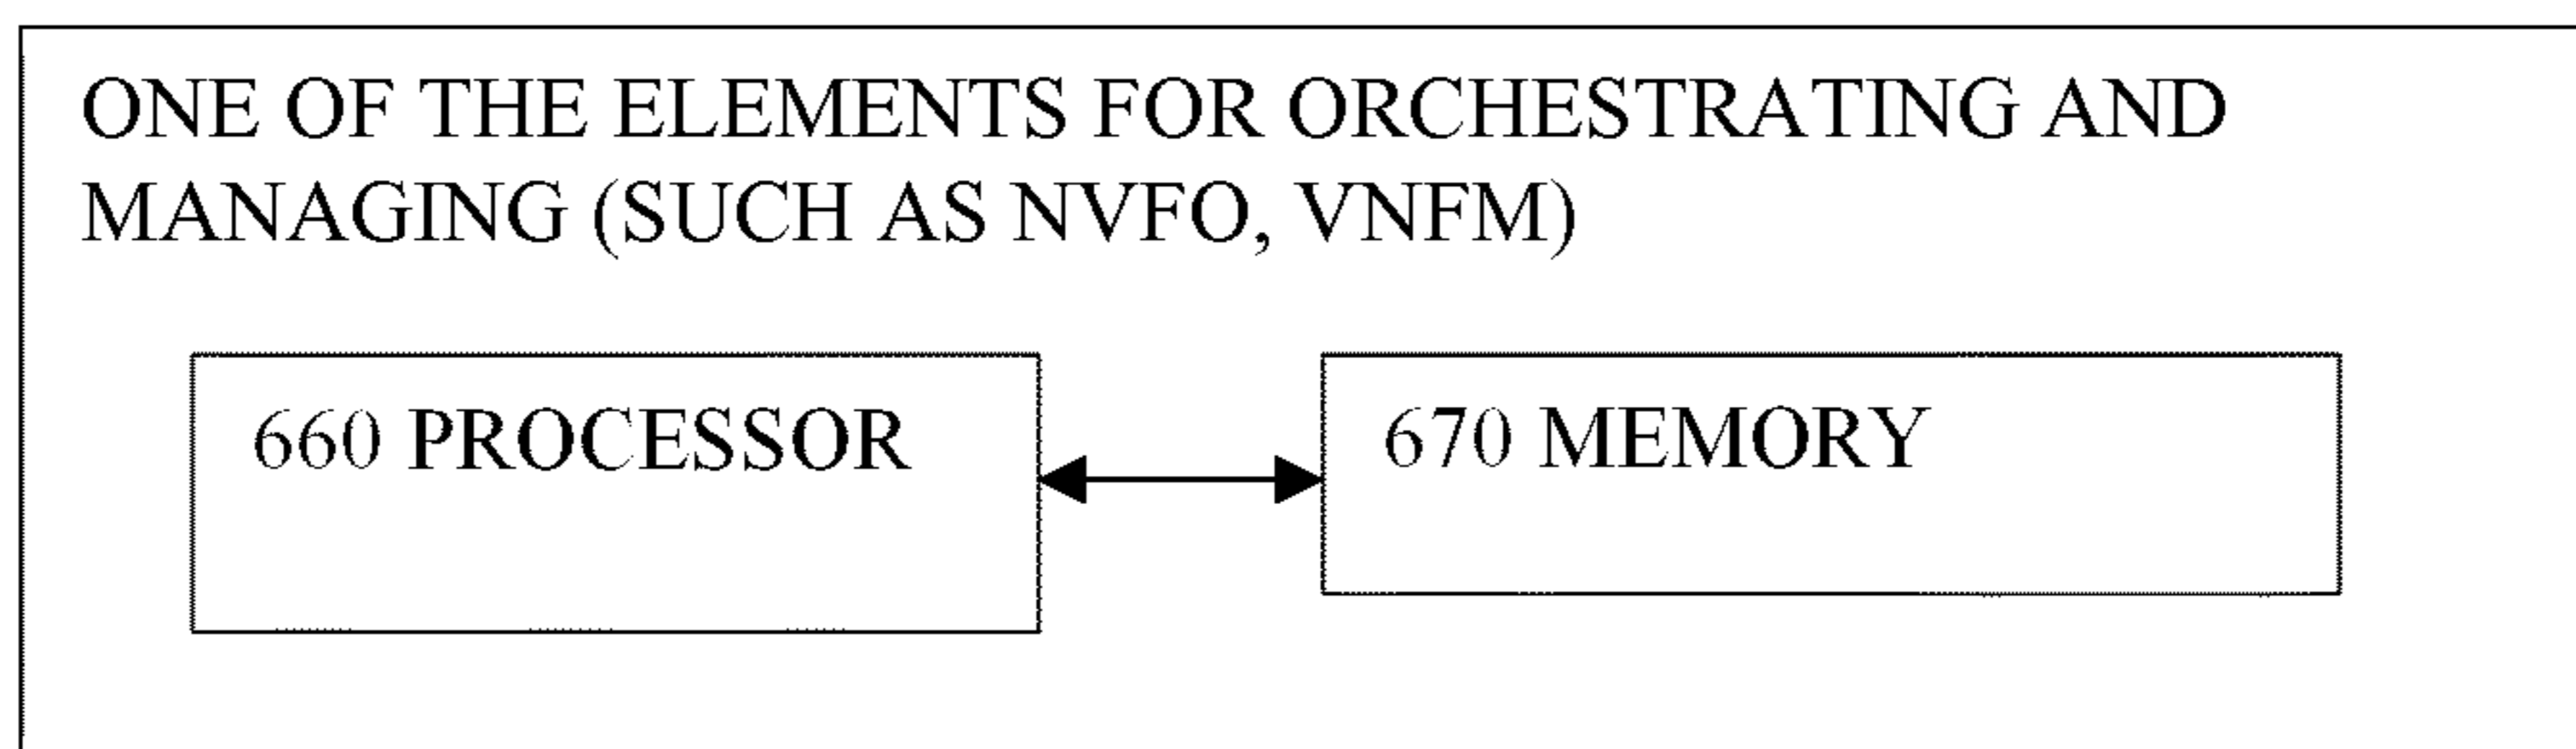 ONE OF THE ELEMENTS FOR ORCHESTRATING AND
MANAGING (SUCH AS NVFO, VNFM)
660 PROCESSOR
670 MEMORY